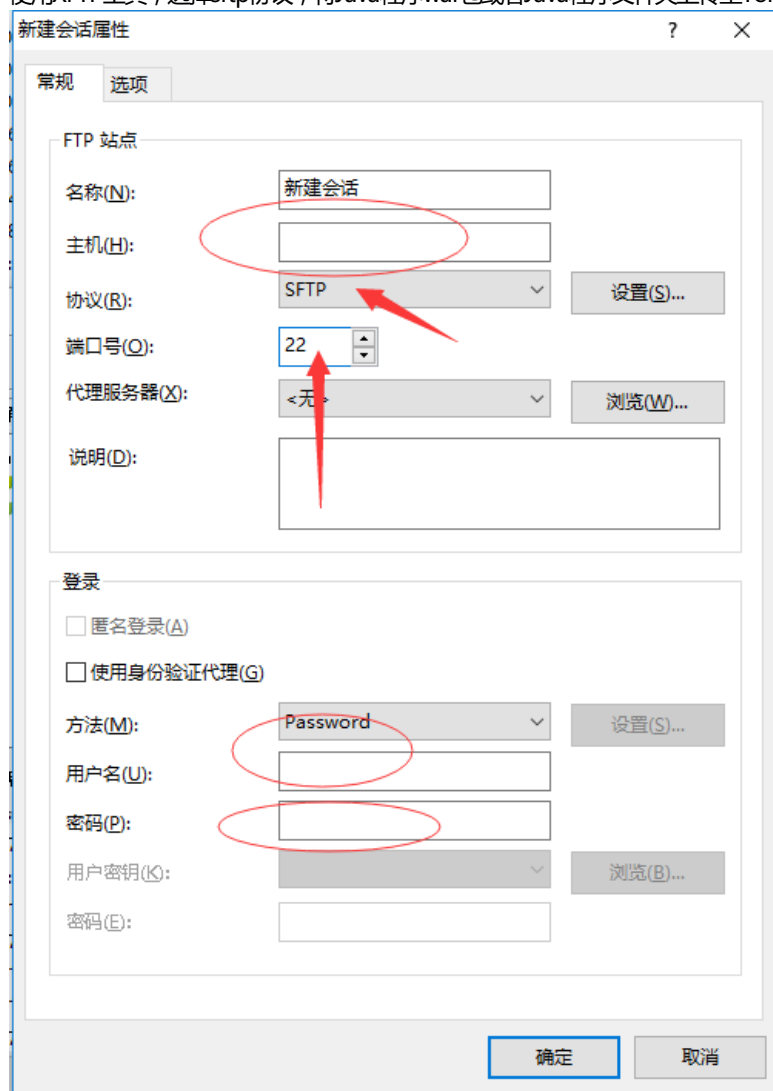 新建会话属性
常规 选项
FTP 站点
名称(N): 新建会话
主机(H):
协议(R): SFTP 设置(S)...
端口号(O): 22
代理服务器(X): <无> 浏览(W)...
说明(D):
登录
匿名登录(A)
使用身份验证代理(G)
方法(M): Password 设置(S)...
用户名(U):
密码(P):
用户密钥(K): 浏览(B)...
密码(E):
确定 取消